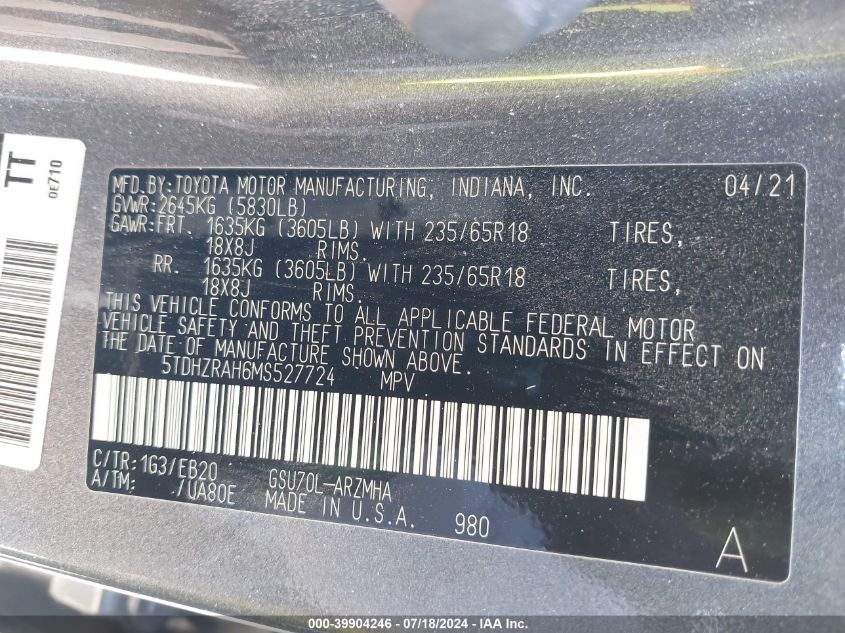 TT
0E710
MFD.BY:TOYOTA MOTOR MANUFACTURING, INDIANA, INC. 04/21
GVWR:2645KG (5830LB)
GAWR:FRT. 1635KG (3605LB) WITH 235/65R18 TIRES,
18X8J RIMS.
RR. 1635KG (3605LB) WITH 235/65R18 TIRES,
18X8J RIMS.
THIS VEHICLE CONFORMS TO ALL APPLICABLE FEDERAL MOTOR
VEHICLE SAFETY AND THEFT PREVENTION STANDARDS IN EFFECT ON
THE DATE OF MANUFACTURE SHOWN ABOVE.
5TDHZRAH6MS527724 MPV
C/TR:1G3/EB20 GSU70L-ARZMHA
A/TM: /UA80E MADE IN U.S.A. 980
A
000-39904246 / 07/18/2024 - IAA Inc.